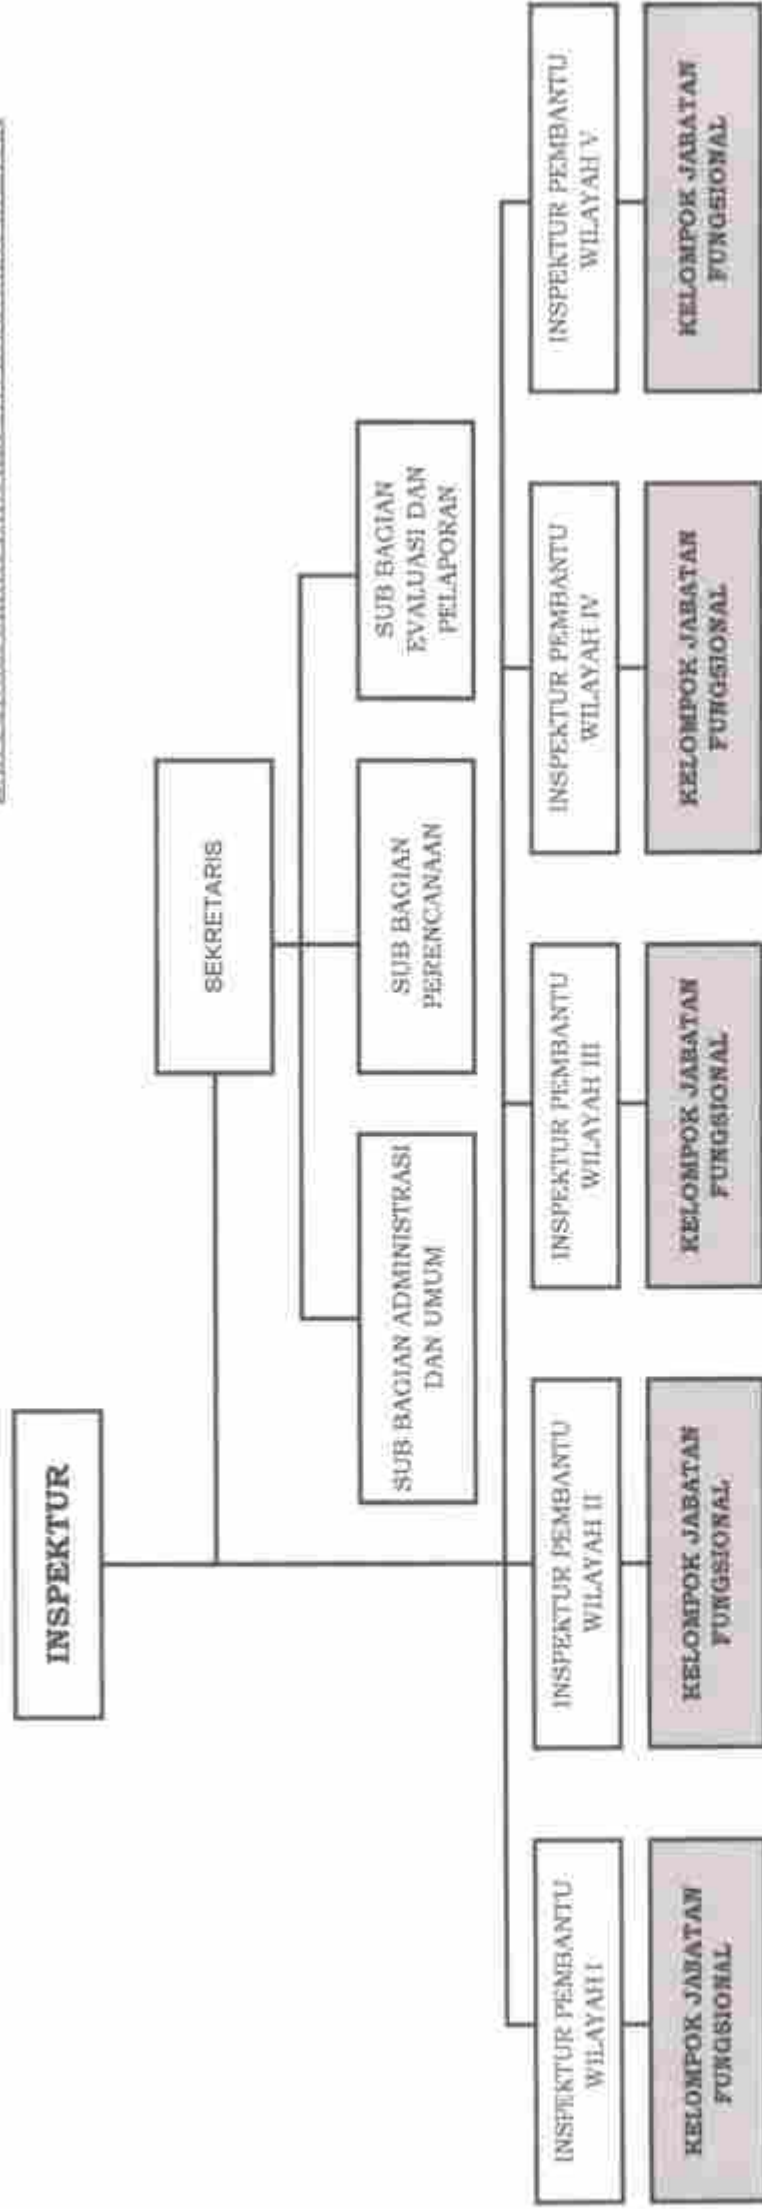 INSPEKTUR
SEKRETARIS
SUB BAGIAN ADMINISTRASI
DAN UMUM
SUB BAGIAN
PERENCANAAN
SUB BAGIAN
EVALUASI DAN
PELAPORAN
INSPEKTUR PEMBANTU
WILAYAH I
INSPEKTUR PEMBANTU
WILAYAH II
INSPEKTUR PEMBANTU
WILAYAH III
INSPEKTUR PEMBANTU
WILAYAH IV
INSPEKTUR PEMBANTU
WILAYAH V
KELOMPOK JABATAN
FUNGSIONAL
KELOMPOK JABATAN
FUNGSIONAL
KELOMPOK JABATAN
FUNGSIONAL
KELOMPOK JABATAN
FUNGSIONAL
KELOMPOK JABATAN
FUNGSIONAL